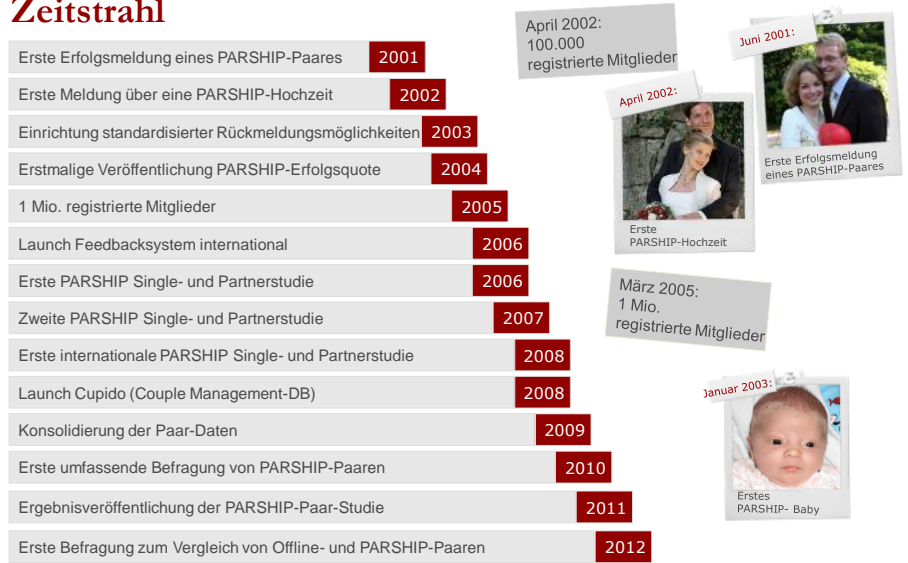 Zeitstrahl
Erste Erfolgsmeldung eines PARSHIP-Paares 2001
Erste Meldung über eine PARSHIP-Hochzeit 2002
Einrichtung standardisierter Rückmeldungsmöglichkeiten 2003
Erstmalige Veröffentlichung PARSHIP-Erfolgsquote 2004
1 Mio. registrierte Mitglieder 2005
Launch Feedbacksystem international 2006
Erste PARSHIP Single- und Partnerstudie 2006
Zweite PARSHIP Single- und Partnerstudie 2007
Erste internationale PARSHIP Single- und Partnerstudie 2008
Launch Cupido (Couple Management-DB) 2008
Konsolidierung der Paar-Daten 2009
Erste umfassende Befragung von PARSHIP-Paaren 2010
Ergebnisveröffentlichung der PARSHIP-Paar-Studie 2011
Erste Befragung zum Vergleich von Offline- und PARSHIP-Paaren 2012
April 2002:
100.000
registrierte Mitglieder
Juni 2001:
Erste Erfolgsmeldung
eines PARSHIP-Paares
April 2002:
Erste
PARSHIP-Hochzeit
März 2005:
1 Mio.
registrierte Mitglieder
Januar 2003:
Erstes
PARSHIP- Baby